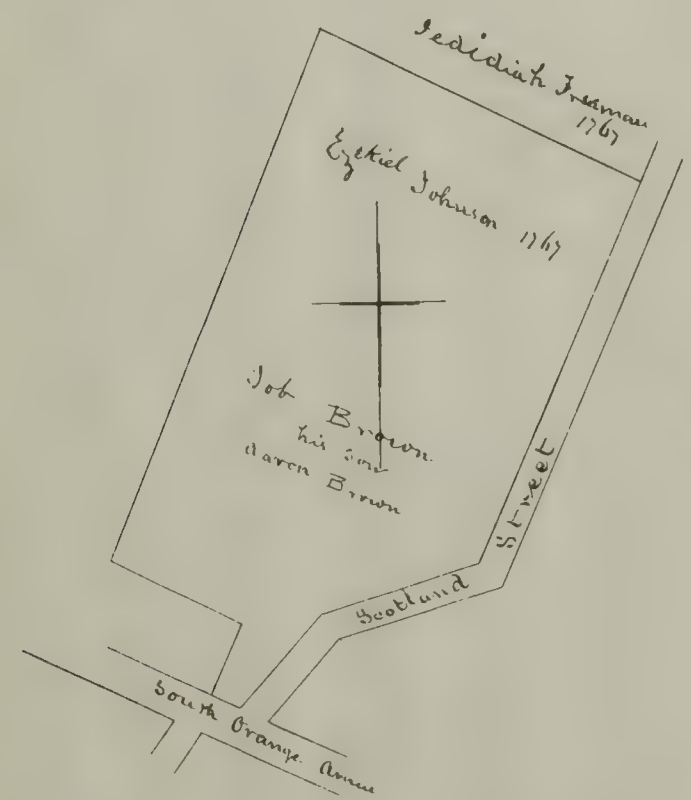 Jedidiah Freeman
1767
Ezekiel Johnson 1767
Job Brown
his son
Aaron Brown
Street
Scotland
South Orange Avenue